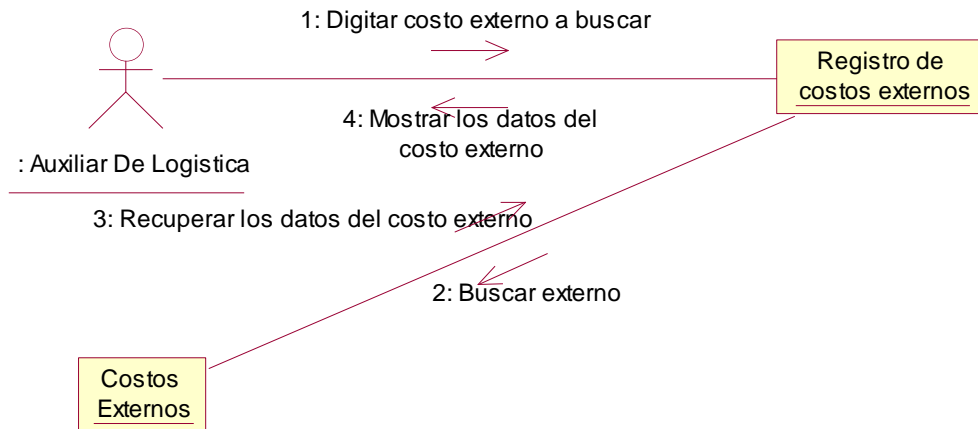 1: Digitar costo externo a buscar
Registro de
costos externos
4: Mostrar los datos del
costo externo
: Auxiliar De Logistica
3: Recuperar los datos del costo externo
2: Buscar externo
Costos
Externos